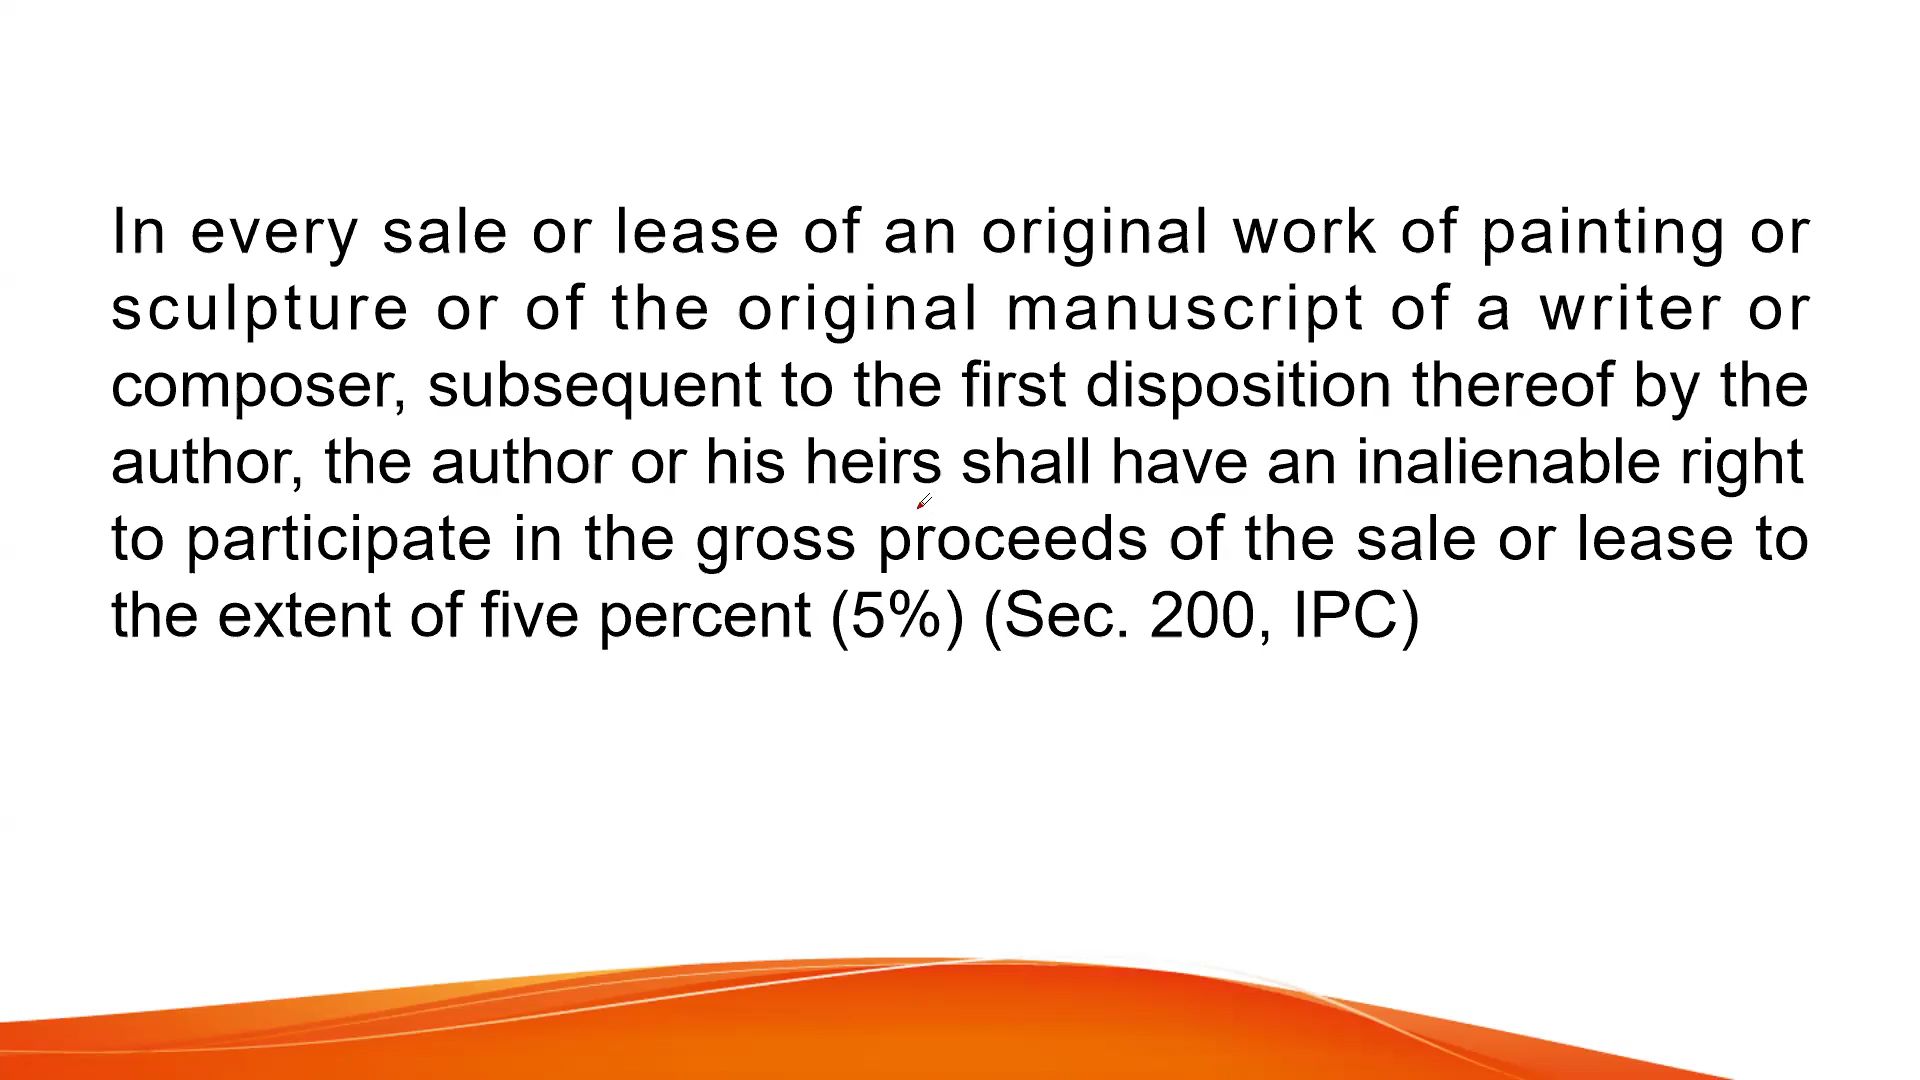 In every sale or lease of an original work of painting or
sculpture or of the original manuscript of a writer or
composer, subsequent to the first disposition thereof by the
author, the author or his heirs shall have an inalienable right
to participate in the gross proceeds of the sale or lease to
the extent of five percent (5%) (Sec. 200, IPC)